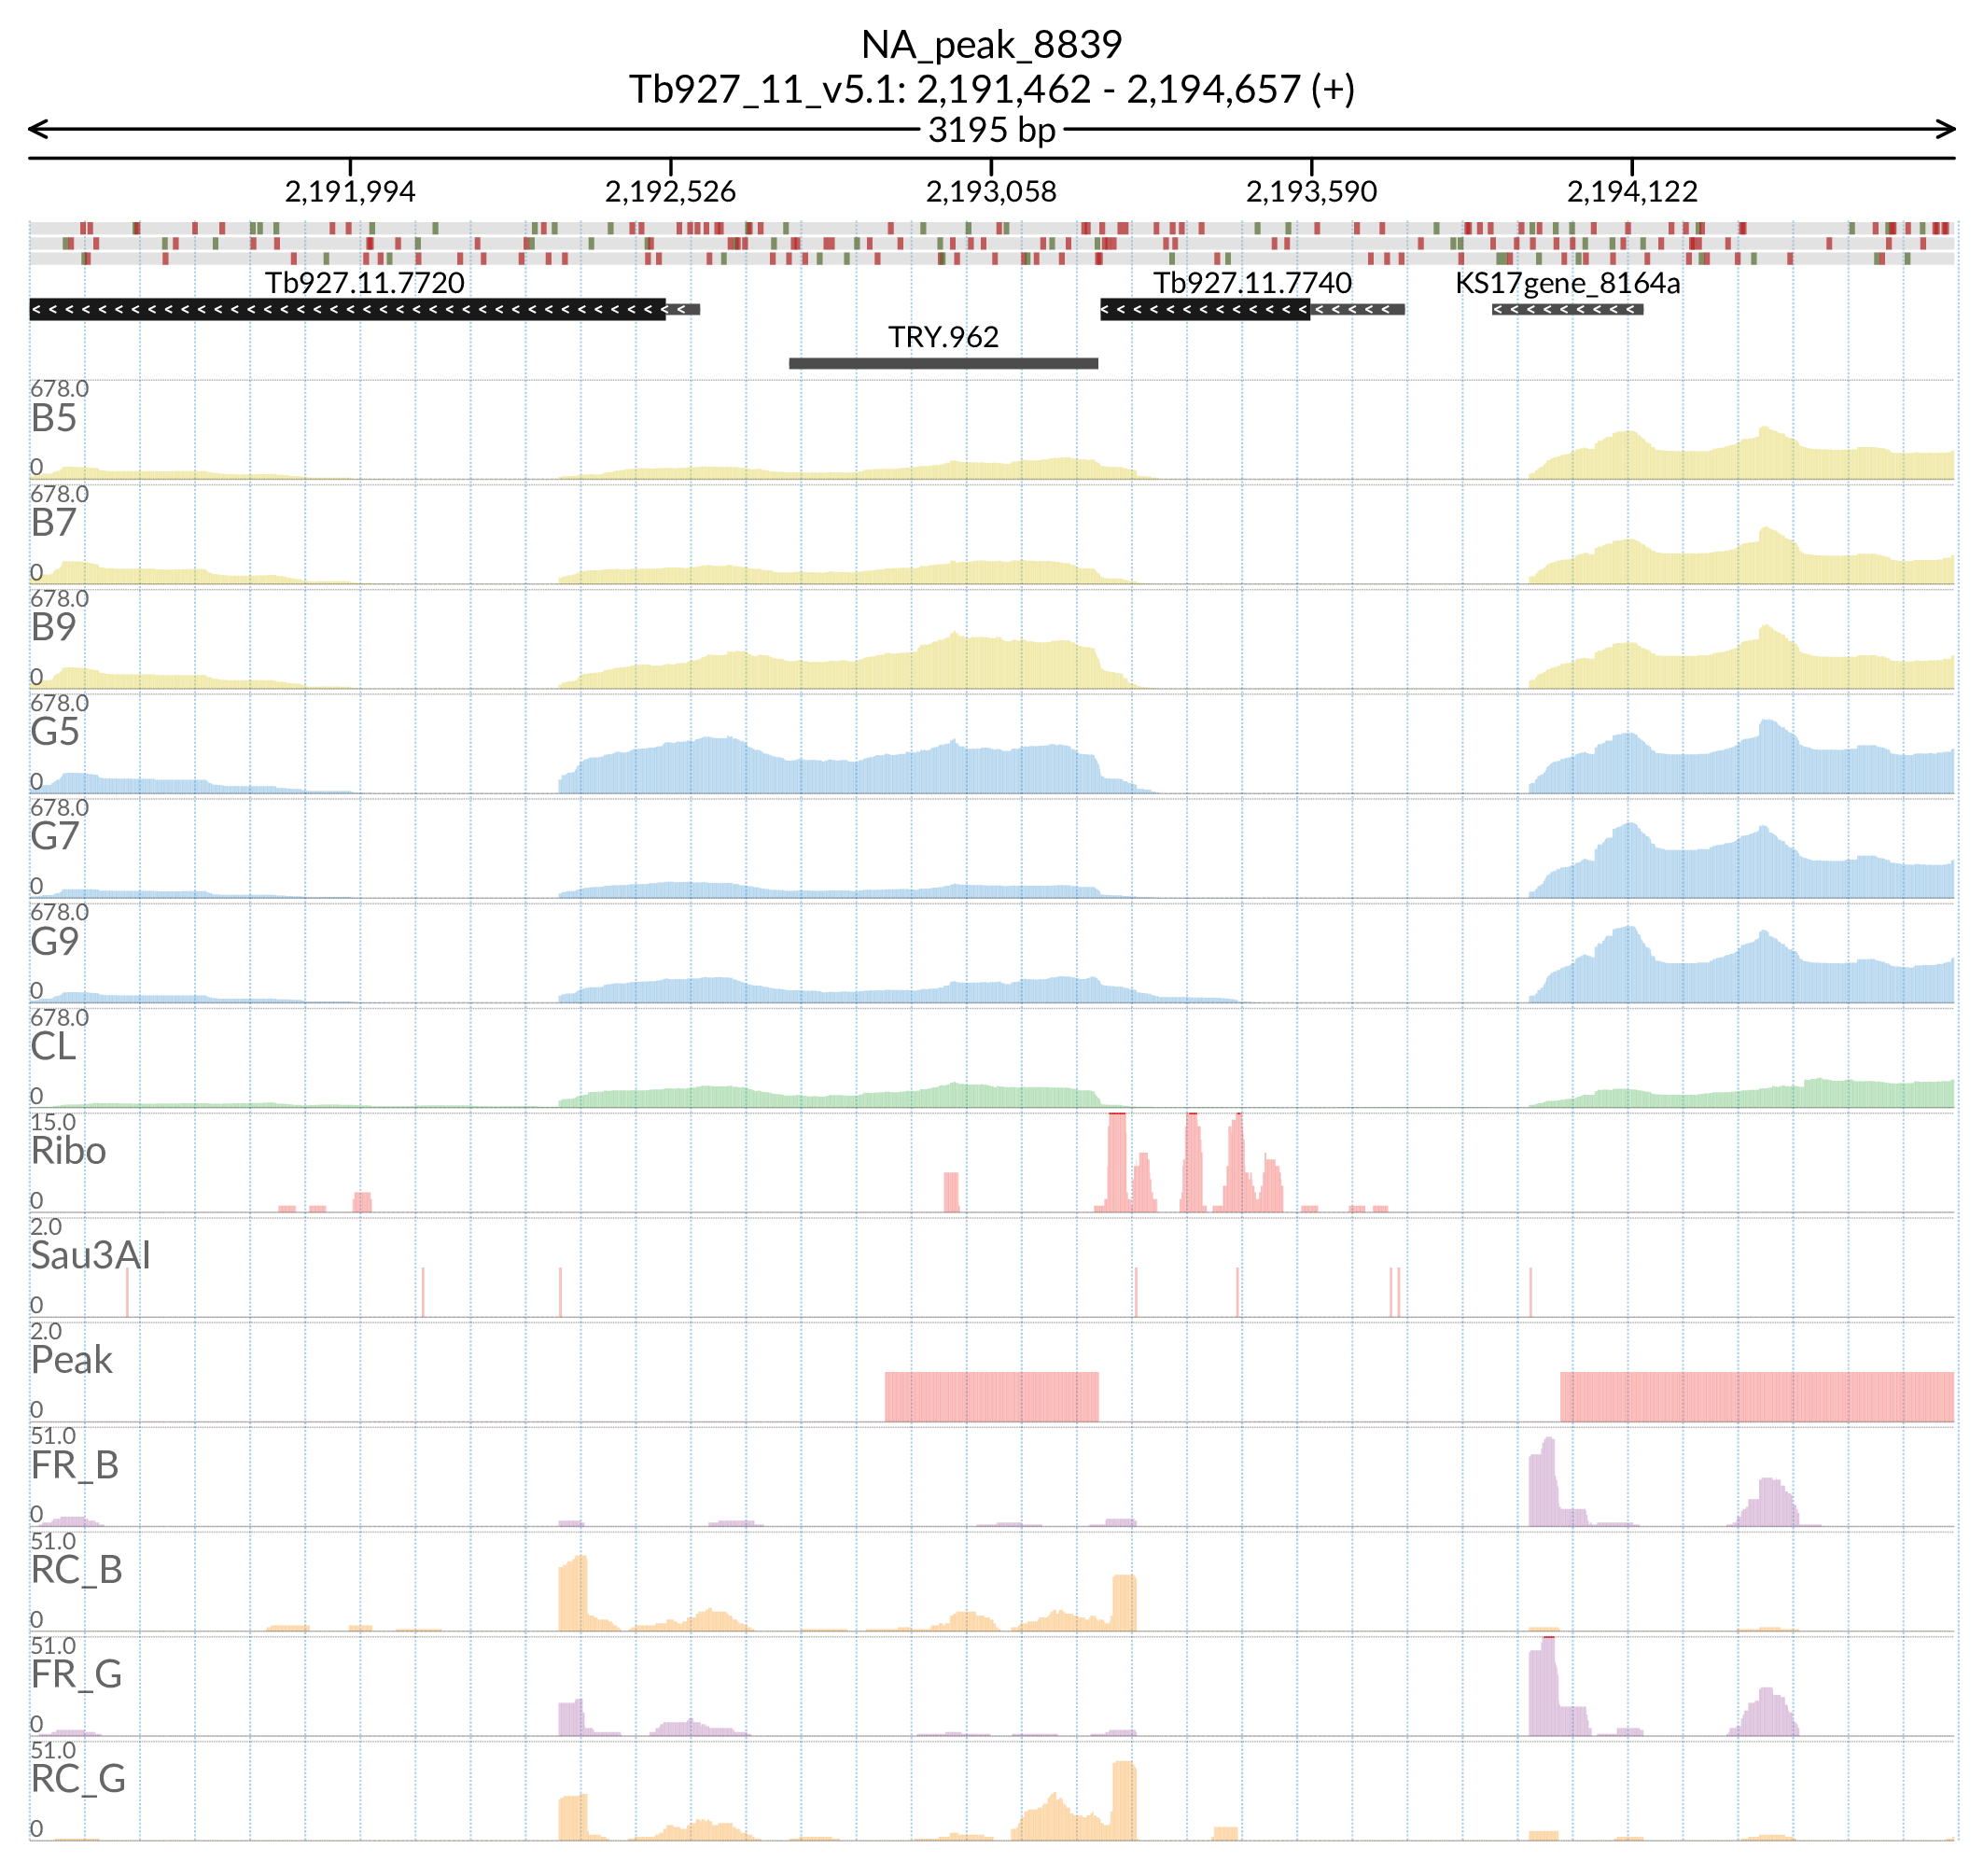 NA_peak_8839
Tb927_11_v5.1: 2,191,462 - 2,194,657 (+)
3195 bp
2,191,994 2,192,526 2,193,058 2,193,590 2,194,122
Tb927.11.7720 Tb927.11.7740 KS17gene_8164a
TRY.962
678.0
B5
0
678.0
B7
0
678.0
B9
0
678.0
G5
0
678.0
G7
0
678.0
G9
0
678.0
CL
0
15.0
Ribo
0
2.0
Sau3AI
0
2.0
Peak
0
51.0
FR_B
0
51.0
RC_B
0
51.0
FR_G
0
51.0
RC_G
0